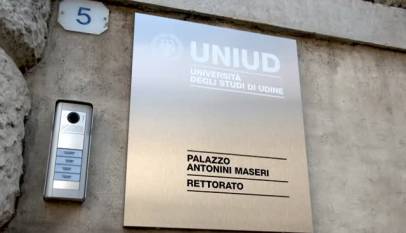 5
UNIUD
UNIVERSITÀ
DEGLI STUDI DI UDINE
PALAZZO
ANTONINI MASERI
RETTORATO